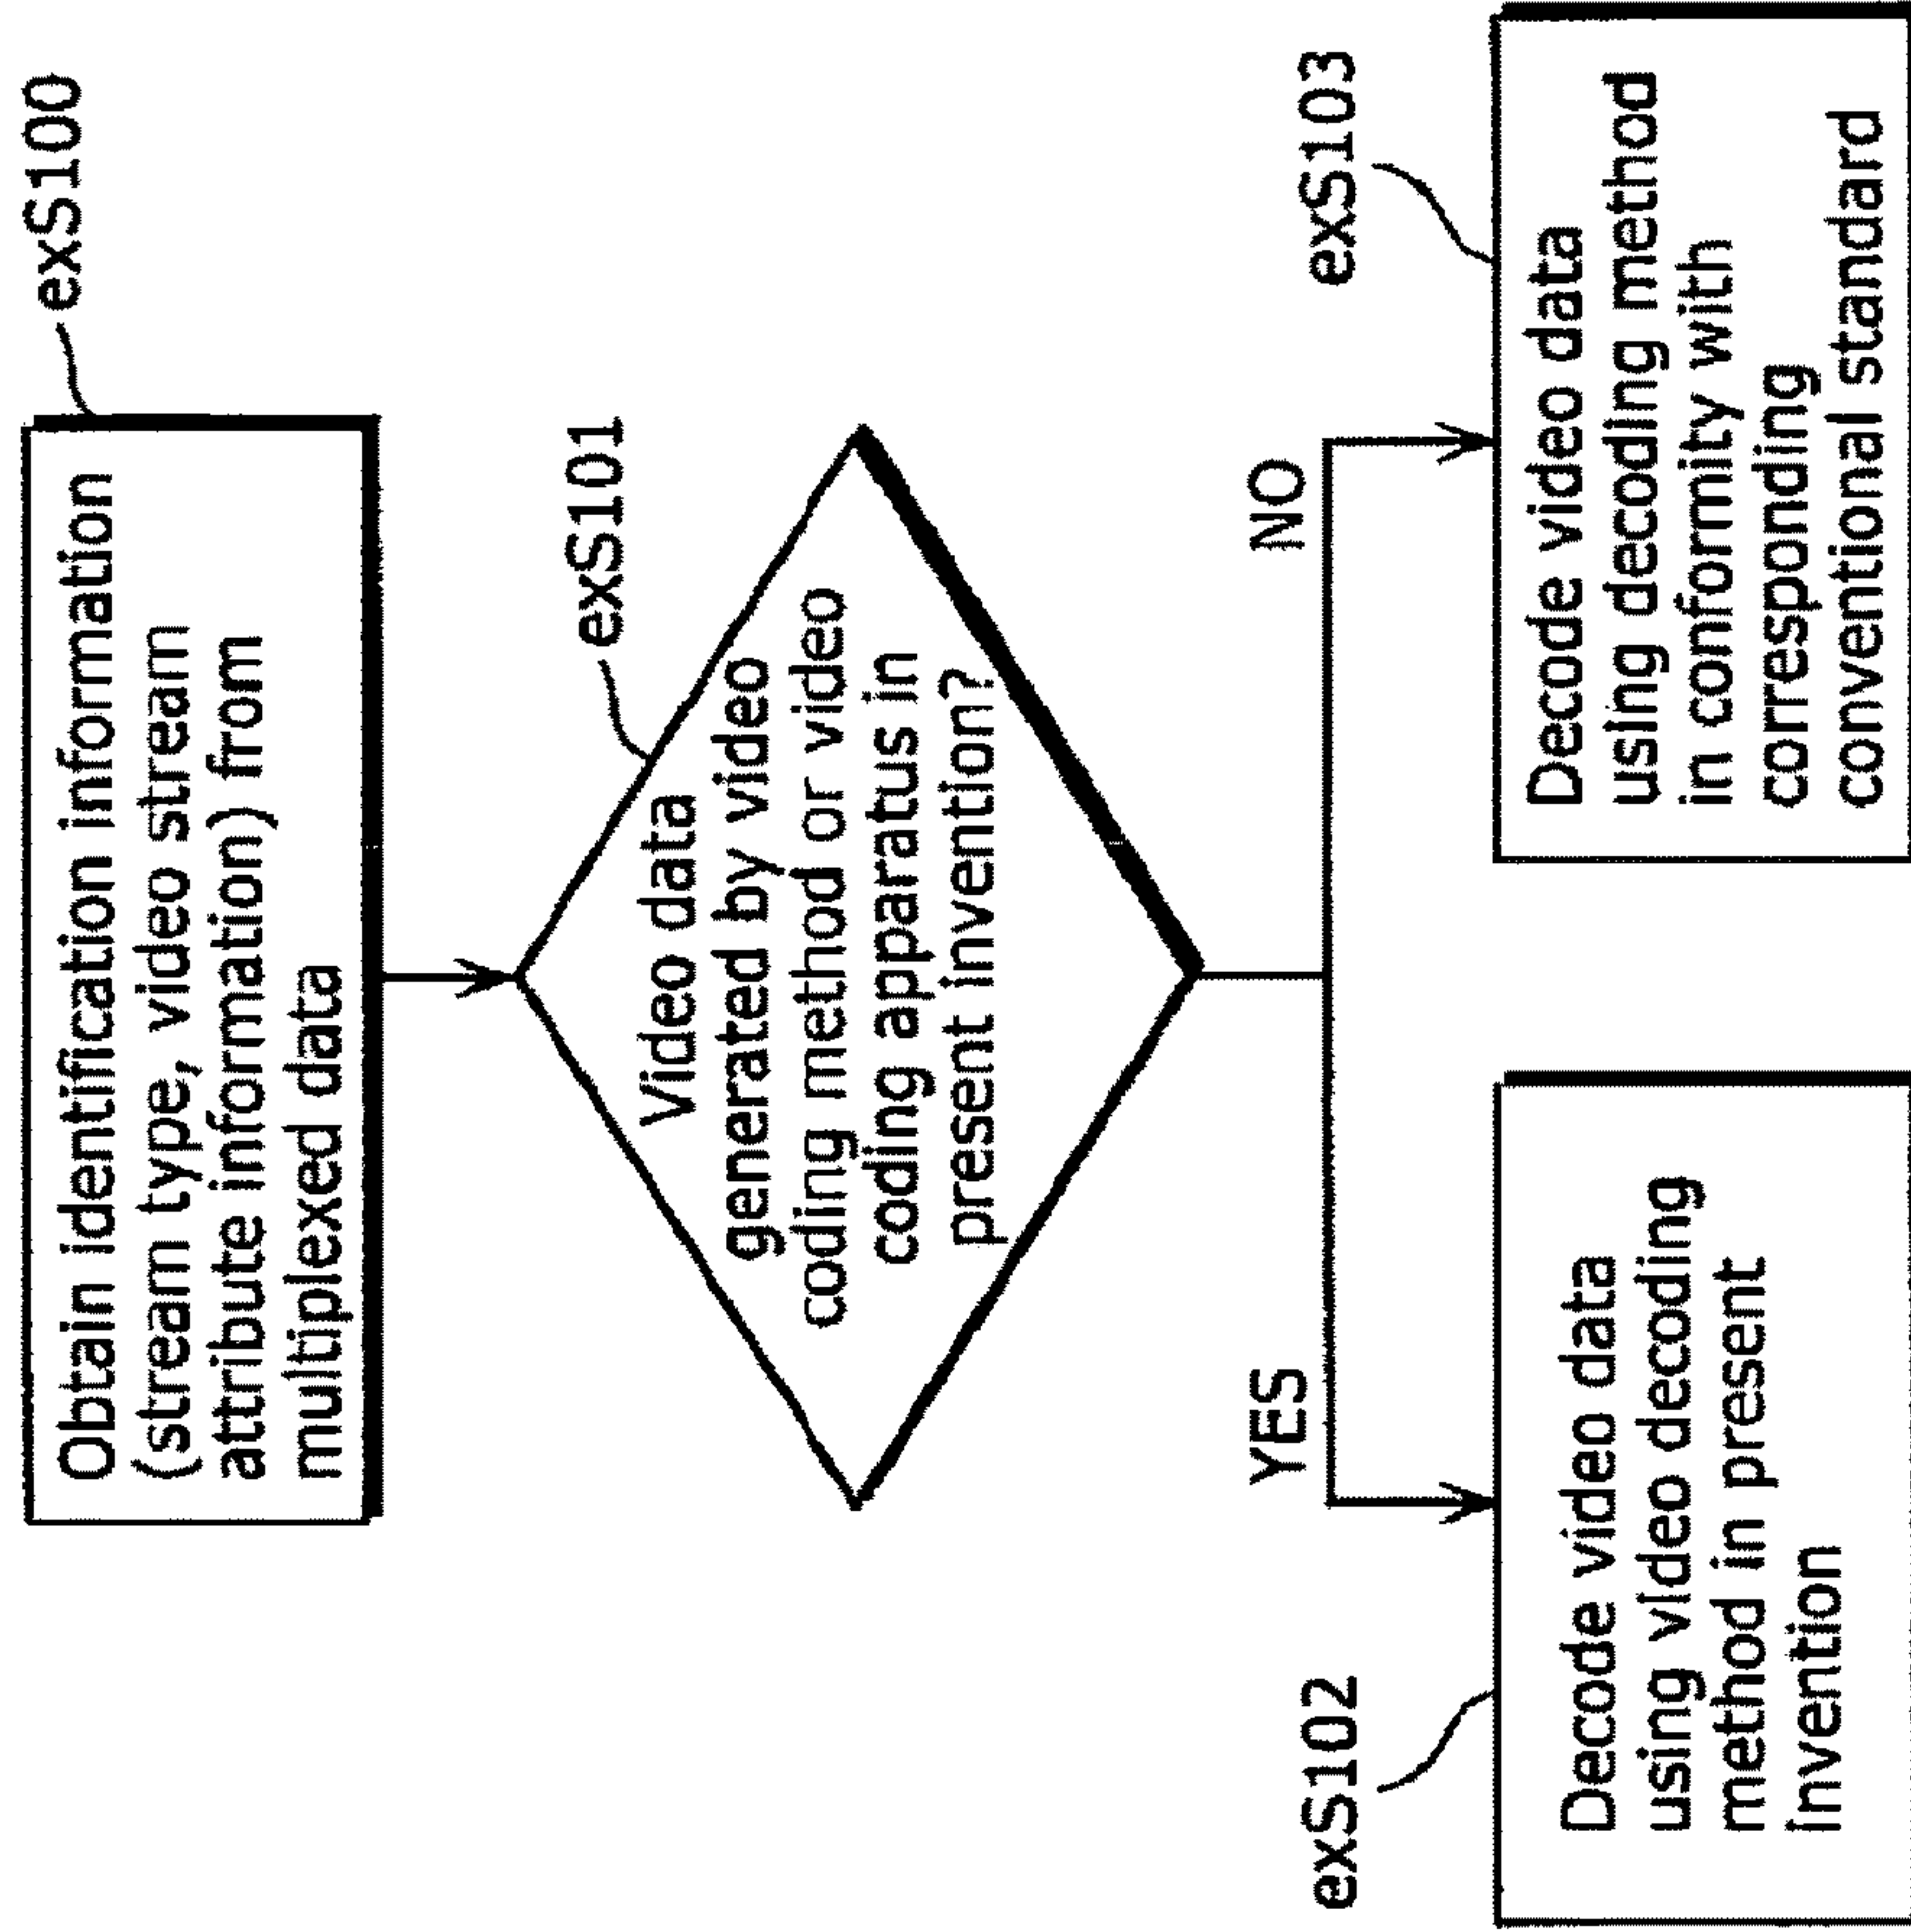 exS100
Obtain identification information
(stream type, video stream
attribute information) from
multiplexed data
exS101
Video data
generated by video
coding method or video
coding apparatus in
present invention?
YES
NO
exS102
Decode video data
using video decoding
method in present
invention
exS103
Decode video data
using decoding method
in conformity with
corresponding
conventional standard